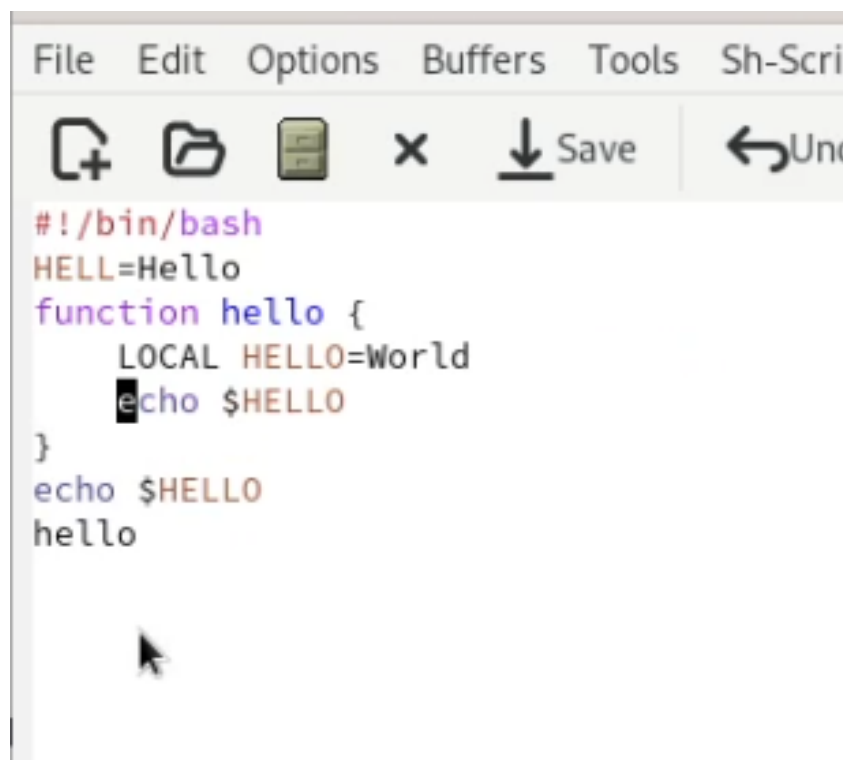 File Edit Options Buffers Tools Sh-Scri
Save Und
#!/bin/bash
HELL=Hello
function hello {
    LOCAL HELLO=World
    echo $HELLO
}
echo $HELLO
hello